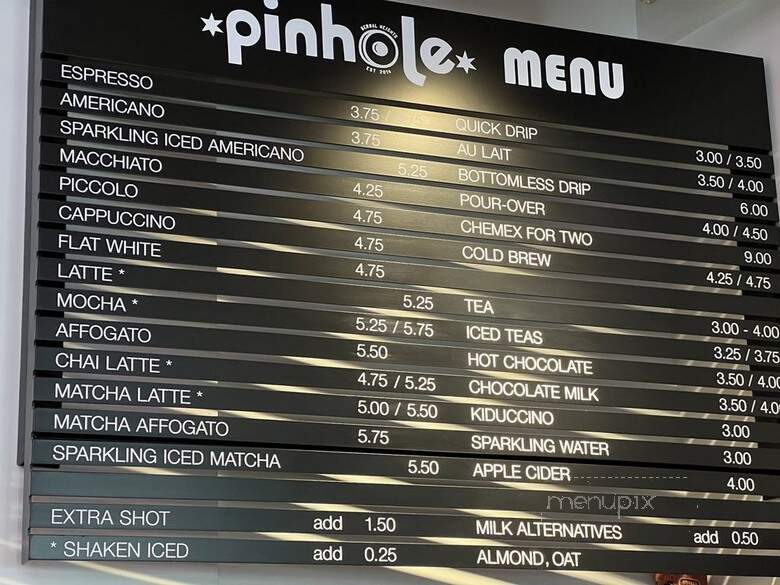 pinhole MENU
BERNAL HEIGHTS
EST 2014
ESPRESSO 3.75 /
AMERICANO 3.75
SPARKLING ICED AMERICANO 5.25
MACCHIATO 4.25
PICCOLO 4.75
CAPPUCCINO 4.75
FLAT WHITE 4.75
LATTE * 5.25
MOCHA * 5.25 / 5.75
AFFOGATO 5.50
CHAI LATTE * 4.75 / 5.25
MATCHA LATTE * 5.00 / 5.50
MATCHA AFFOGATO 5.75
SPARKLING ICED MATCHA 5.50
EXTRA SHOT add 1.50
* SHAKEN ICED add 0.25
QUICK DRIP 3.00 / 3.50
AU LAIT 3.50 / 4.00
BOTTOMLESS DRIP 6.00
POUR-OVER 4.00 / 4.50
CHEMEX FOR TWO 9.00
COLD BREW 4.25 / 4.75
TEA 3.00 - 4.00
ICED TEAS 3.25 / 3.75
HOT CHOCOLATE 3.50 / 4.00
CHOCOLATE MILK 3.50 / 4.00
KIDUCCINO 3.00
SPARKLING WATER 3.00
APPLE CIDER 4.00
MILK ALTERNATIVES add 0.50
ALMOND, OAT
menupix